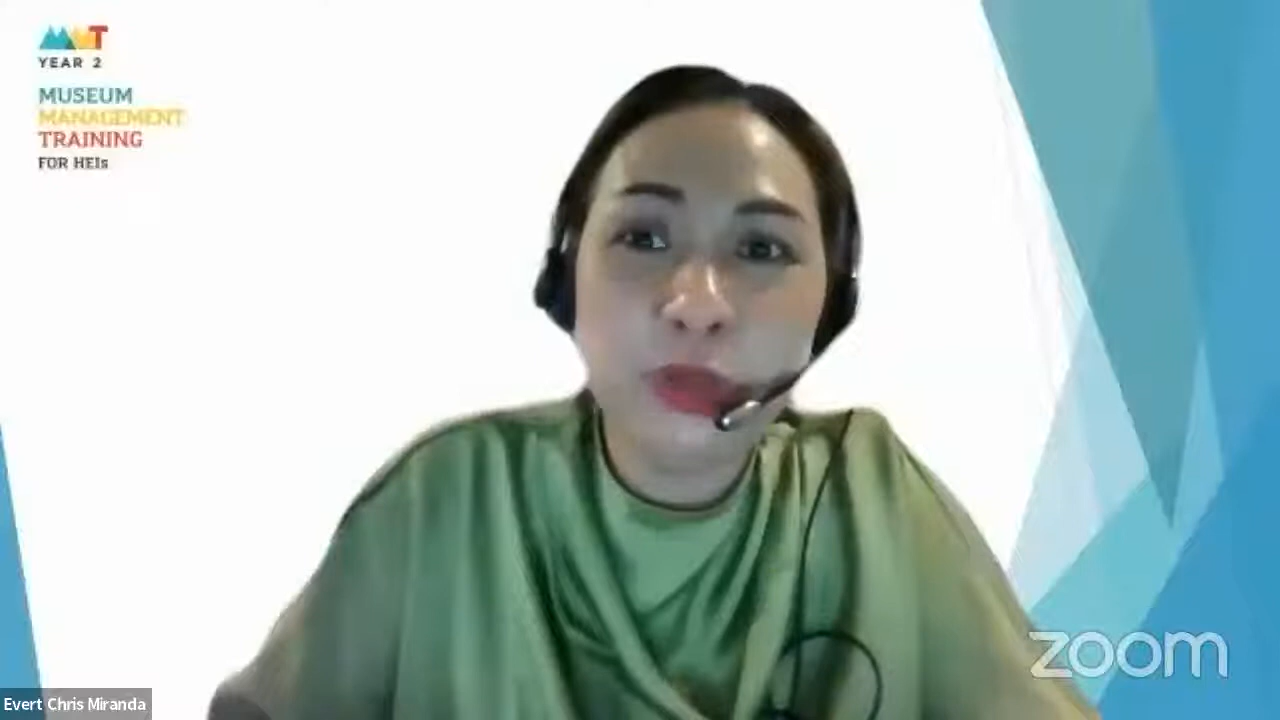 MMT
YEAR 2
MUSEUM
MANAGEMENT
TRAINING
FOR HEIs
zoom
Evert Chris Miranda